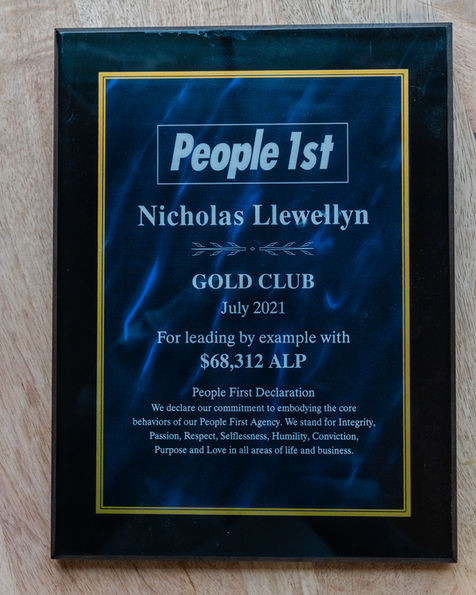 People 1st
Nicholas Llewellyn
GOLD CLUB
July 2021
For leading by example with
$68,312 ALP
People First Declaration
We declare our commitment to embodying the core
behaviors of our People First Agency. We stand for Integrity,
Passion, Respect, Selflessness, Humility, Conviction,
Purpose and Love in all areas of life and business.